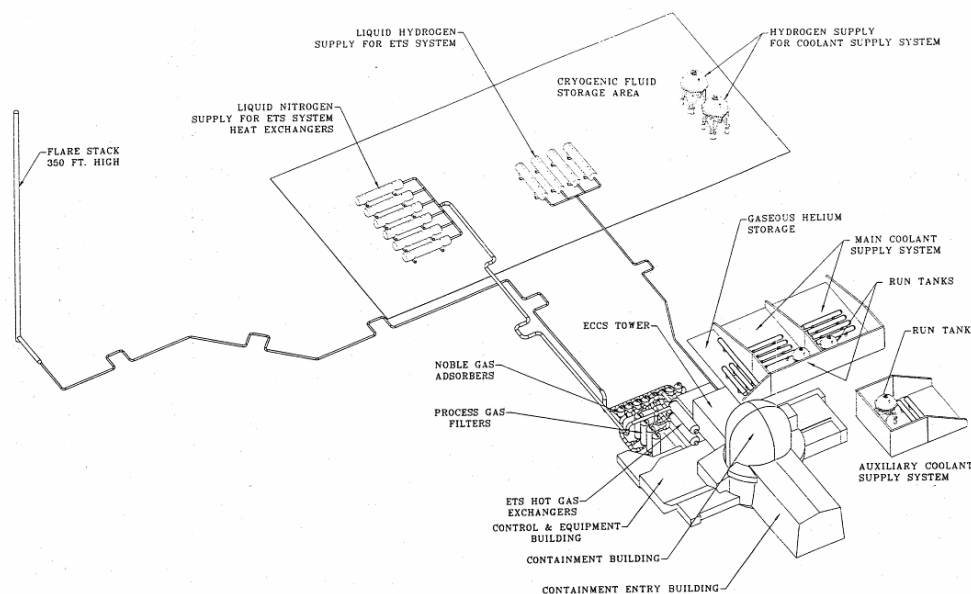 LIQUID HYDROGEN
SUPPLY FOR ETS SYSTEM
HYDROGEN SUPPLY
FOR COOLANT SUPPLY SYSTEM
CRYOGENIC FLUID
STORAGE AREA
LIQUID NITROGEN
SUPPLY FOR ETS SYSTEM
HEAT EXCHANGERS
FLARE STACK
350 FT. HIGH
GASEOUS HELIUM
STORAGE
MAIN COOLANT
SUPPLY SYSTEM
RUN TANKS
ECCS TOWER
RUN TANK
NOBLE GAS
ADSORBERS
PROCESS GAS
FILTERS
AUXILIARY COOLANT
SUPPLY SYSTEM
ETS HOT GAS
EXCHANGERS
CONTROL & EQUIPMENT
BUILDING
CONTAINMENT BUILDING
CONTAINMENT ENTRY BUILDING